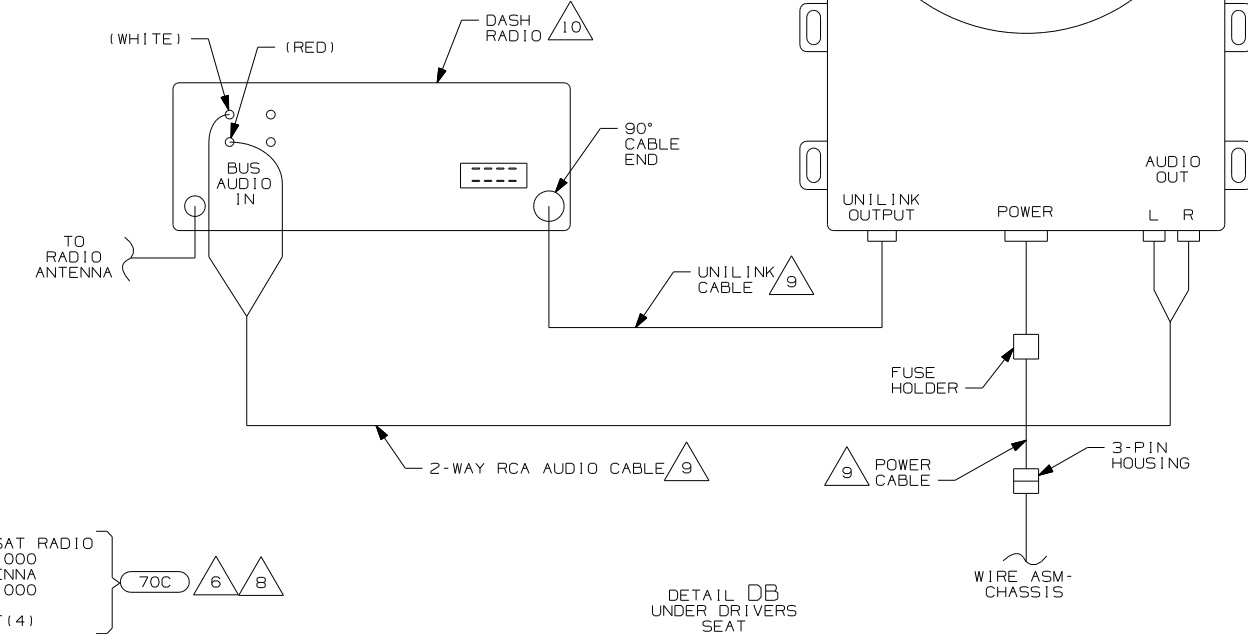 (WHITE)
(RED)
DASH
RADIO
10
90°
CABLE
END
BUS
AUDIO
IN
TO
RADIO
ANTENNA
UNILINK
OUTPUT
POWER
AUDIO
OUT
L R
UNILINK
CABLE
9
FUSE
HOLDER
2-WAY RCA AUDIO CABLE
9
9
POWER
CABLE
3-PIN
HOUSING
WIRE ASM-
CHASSIS
SAT RADIO
000
000
(4)
70C
6
8
DETAIL DB
UNDER DRIVERS
SEAT